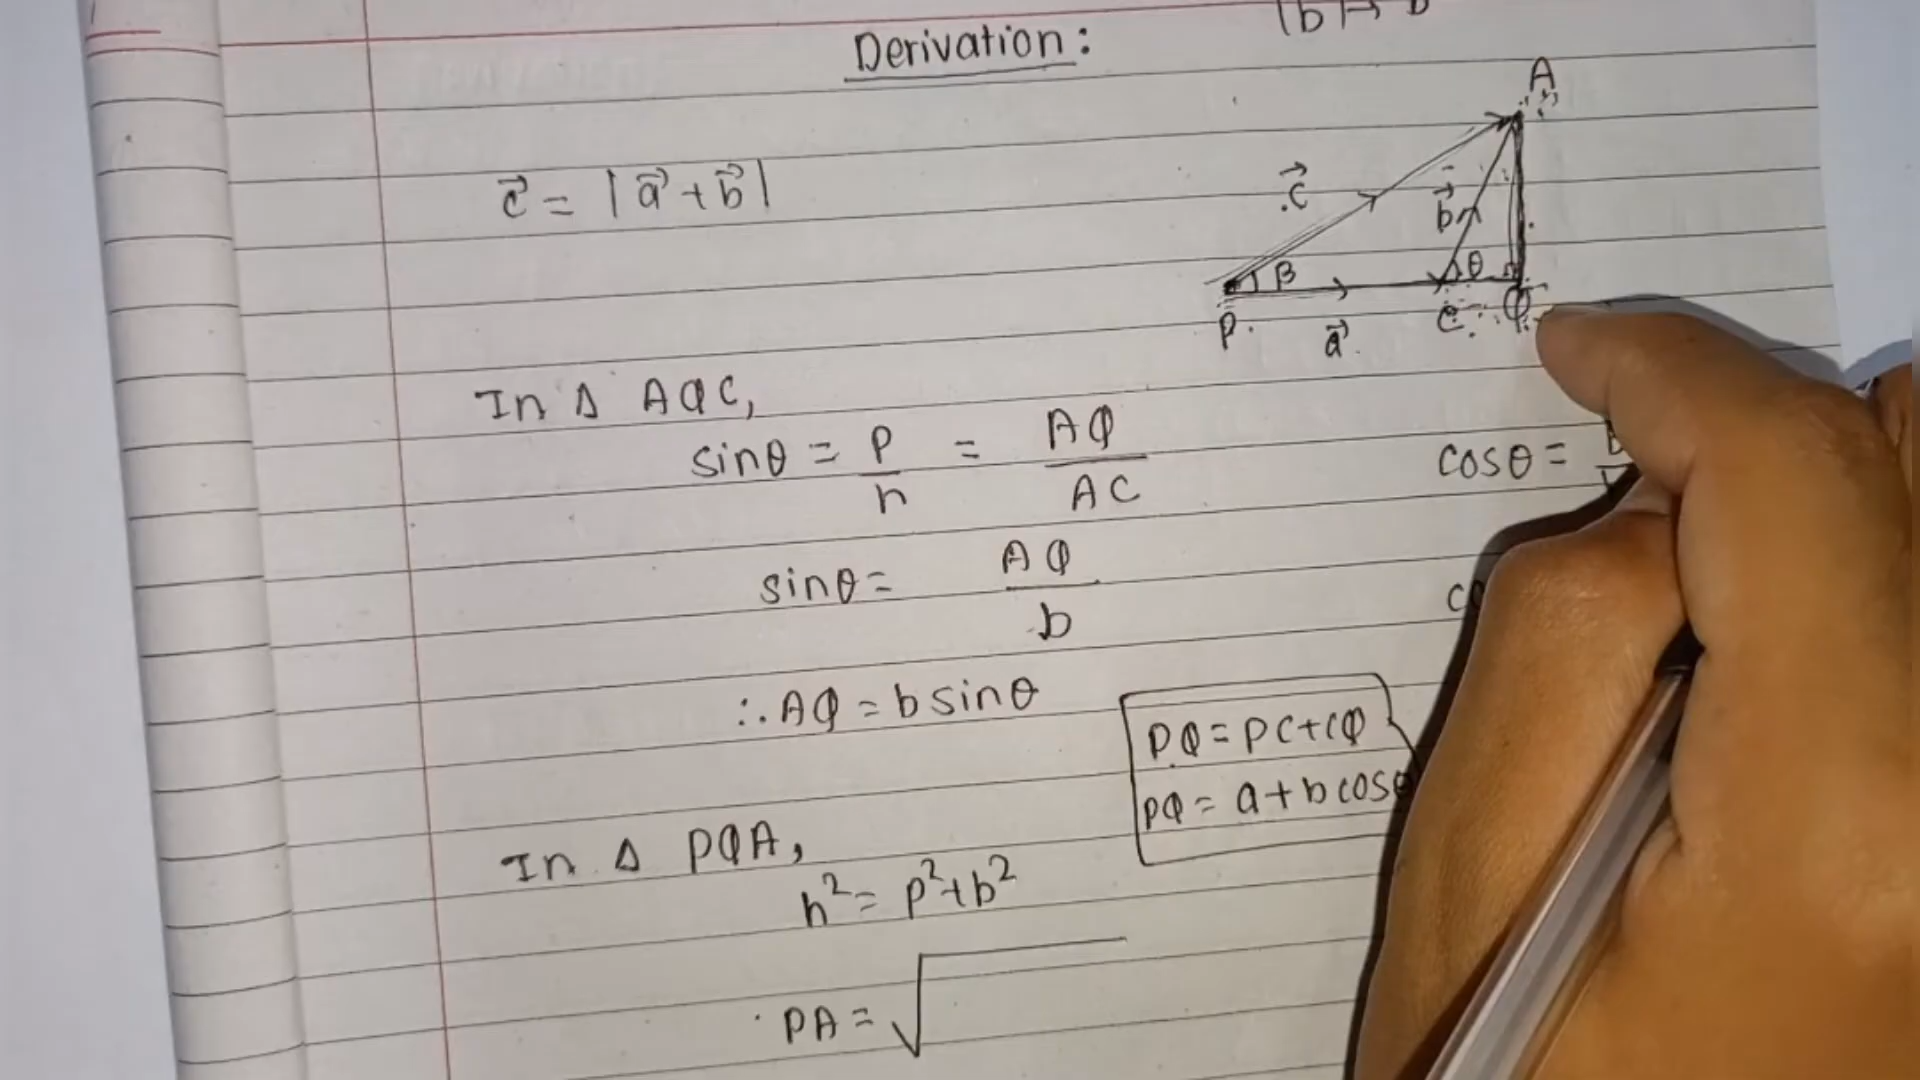 |b|→ b
Derivation:
A
c⃗ = |a⃗ + b⃗|
c⃗
b⃗
β
θ
P
a⃗
C
Q
In Δ AQC,
sinθ = p/h = AQ/AC
cosθ =
sinθ = AQ/b
∴ AQ = b sinθ
PQ = PC + CQ
PQ = a + b cosθ
In Δ PQA,
h² = p² + b²
PA = √